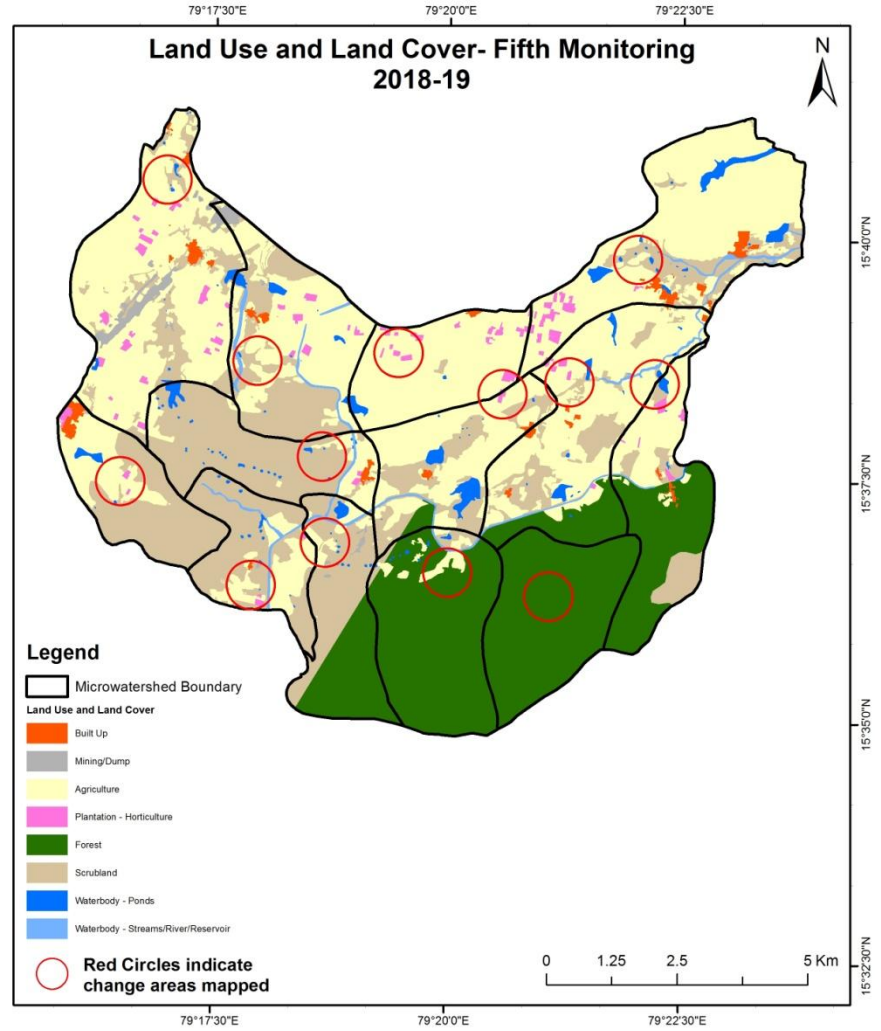 79°17'30"E 79°20'0"E 79°22'30"E
Land Use and Land Cover- Fifth Monitoring
2018-19
N
15°40'0"N
15°37'30"N
15°35'0"N
15°32'30"N
Legend
Microwatershed Boundary
Land Use and Land Cover
Built Up
Mining/Dump
Agriculture
Plantation - Horticulture
Forest
Scrubland
Waterbody - Ponds
Waterbody - Streams/River/Reservoir
Red Circles indicate
change areas mapped
0 1.25 2.5 5 Km
79°17'30"E 79°20'0"E 79°22'30"E